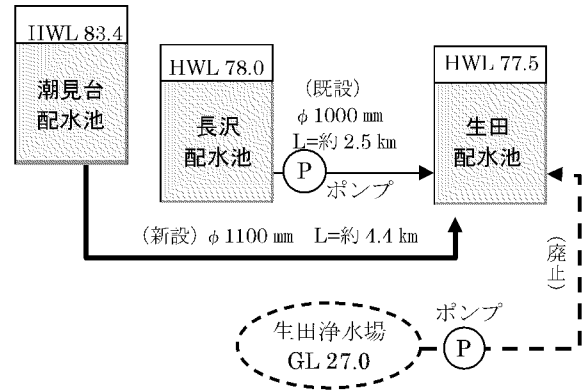 HWL 83.4
潮見台
配水池
HWL 78.0
長沢
配水池
(既設)
φ1000 mm
L=約 2.5 km
P
ポンプ
HWL 77.5
生田
配水池
(新設) φ1100 mm L=約 4.4 km
(廃止)
生田浄水場
GL 27.0
ポンプ
P